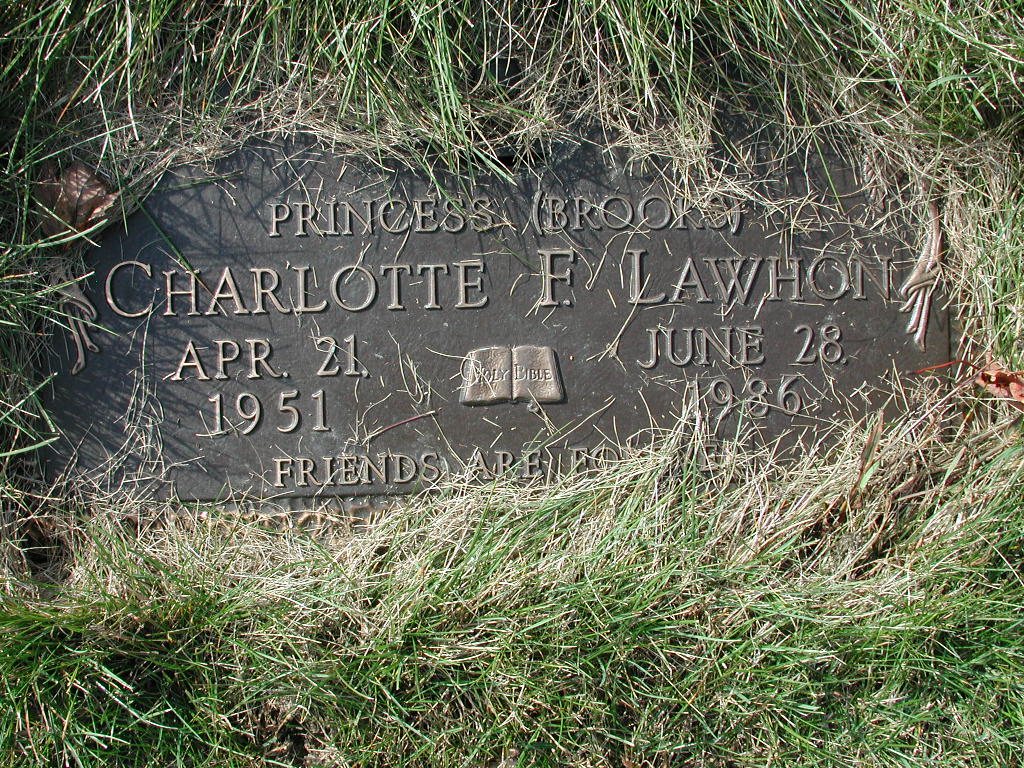 PRINCESS (BROOKS)
CHARLOTTE F. LAWHON
APR. 21, JUNE 28,
1951 1986
HOLY BIBLE
FRIENDS ARE